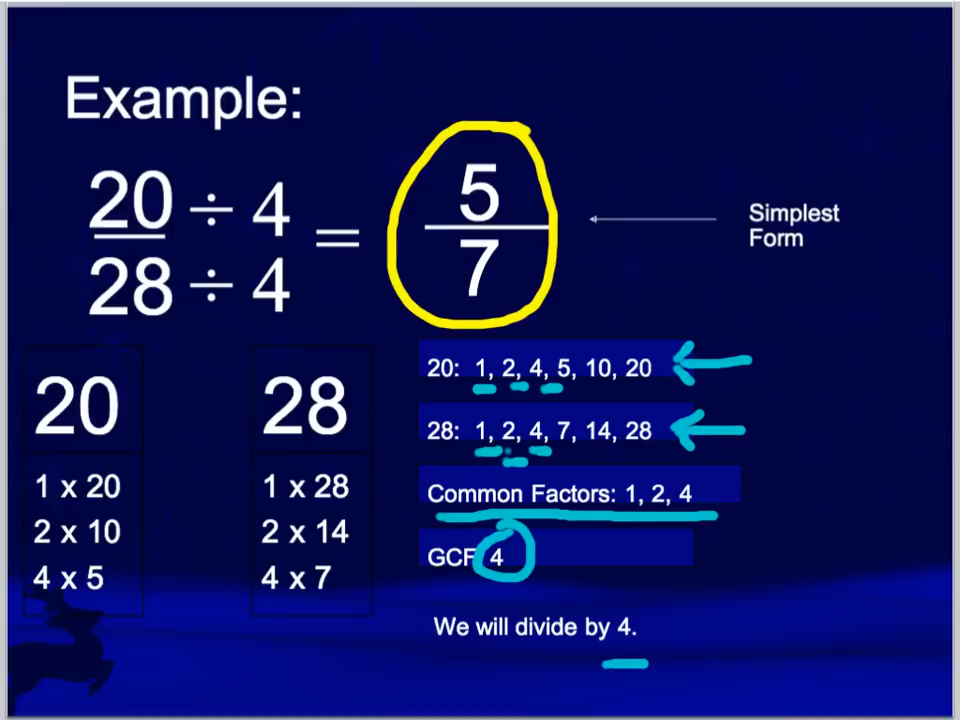 Example:
20 ÷ 4
28 ÷ 4
=
5
7
Simplest
Form
20
1 x 20
2 x 10
4 x 5
28
1 x 28
2 x 14
4 x 7
20: 1, 2, 4, 5, 10, 20
28: 1, 2, 4, 7, 14, 28
Common Factors: 1, 2, 4
GCF 4
We will divide by 4.